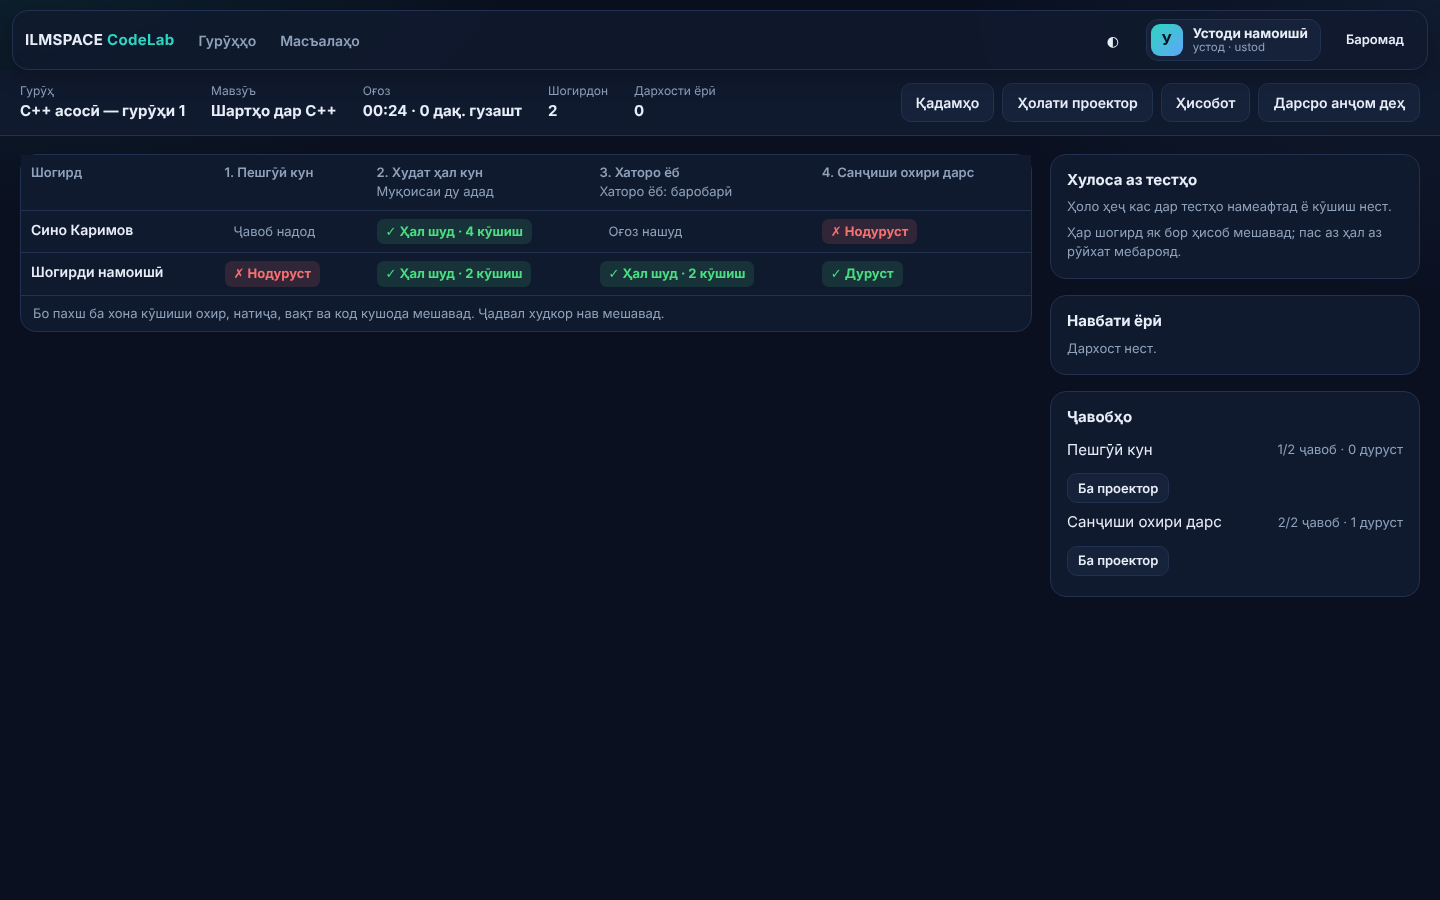 ILMSPACE CodeLab
Гурӯҳҳо
Масъалаҳо
У
Устоди намоишӣ
устод · ustod
Баромад
Гурӯҳ
C++ асосӣ — гурӯҳи 1
Мавзӯъ
Шартҳо дар C++
Оғоз
00:24 · 0 дақ. гузашт
Шогирдон
2
Дархости ёрӣ
0
Қадамҳо
Ҳолати проектор
Ҳисобот
Дарсро анҷом деҳ
Шогирд
1. Пешгӯӣ кун
2. Худат ҳал кун
Муқоисаи ду адад
3. Хаторо ёб
Хаторо ёб: баробарӣ
4. Санҷиши охири дарс
Сино Каримов
Ҷавоб надод
✓ Ҳал шуд · 4 кӯшиш
Оғоз нашуд
✗ Нодуруст
Шогирди намоишӣ
✗ Нодуруст
✓ Ҳал шуд · 2 кӯшиш
✓ Ҳал шуд · 2 кӯшиш
✓ Дуруст
Бо пахш ба хона кӯшиши охир, натиҷа, вақт ва код кушода мешавад. Ҷадвал худкор нав мешавад.
Хулоса аз тестҳо
Ҳоло ҳеҷ кас дар тестҳо намеафтад ё кӯшиш нест.
Ҳар шогирд як бор ҳисоб мешавад; пас аз ҳал аз
рӯйхат мебарояд.
Навбати ёрӣ
Дархост нест.
Ҷавобҳо
Пешгӯӣ кун
1/2 ҷавоб · 0 дуруст
Ба проектор
Санҷиши охири дарс
2/2 ҷавоб · 1 дуруст
Ба проектор